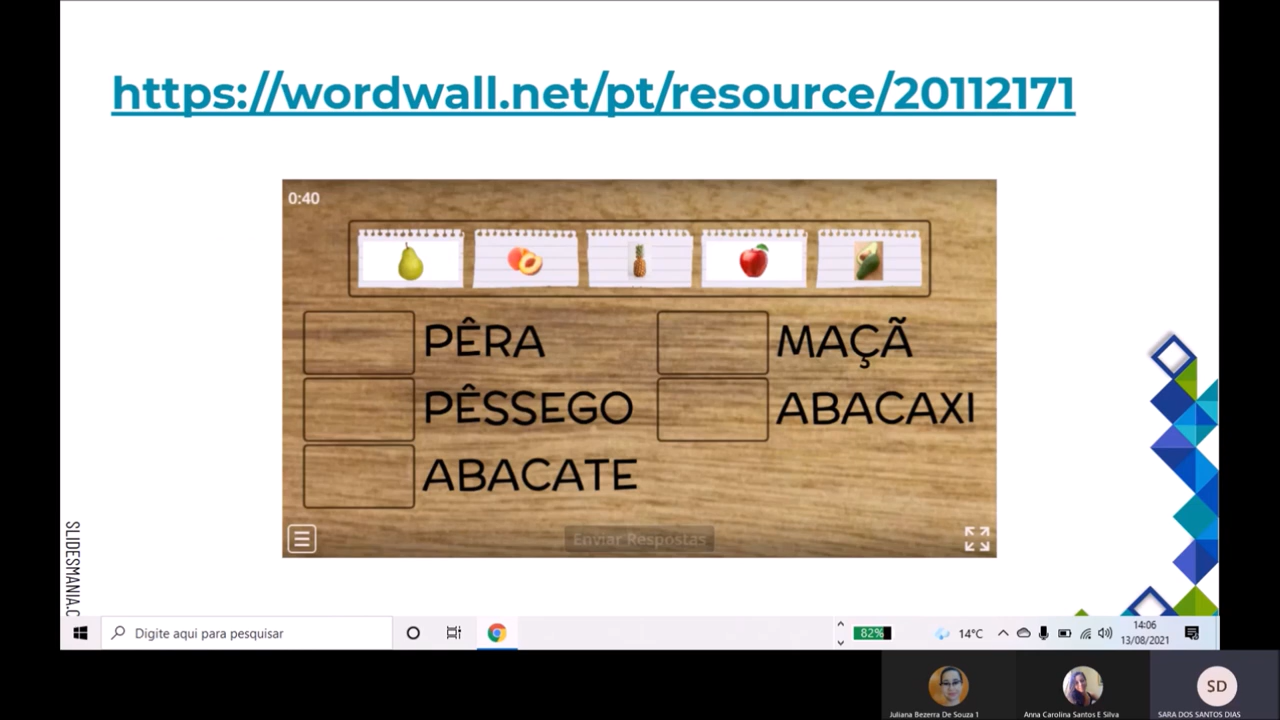 https://wordwall.net/pt/resource/20112171
0:40
PÊRA
MAÇÃ
PÊSSEGO
ABACAXI
ABACATE
Enviar Respostas
SLIDESMANIA.C
Digite aqui para pesquisar
82%
14°C
14:06
13/08/2021
Juliana Bezerra De Souza 1
Anna Carolina Santos E Silva
SD
SARA DOS SANTOS DIAS